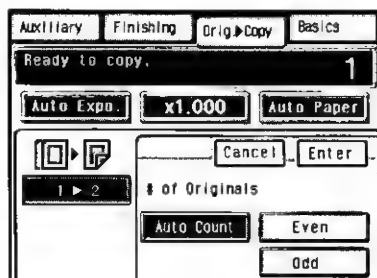 Auxiliary Finishing Orig.▶Copy Basics
Ready to copy. 1
Auto Expo. x1.000 Auto Paper
Cancel Enter
1 ▶ 2 # of Originals
Auto Count Even
Odd